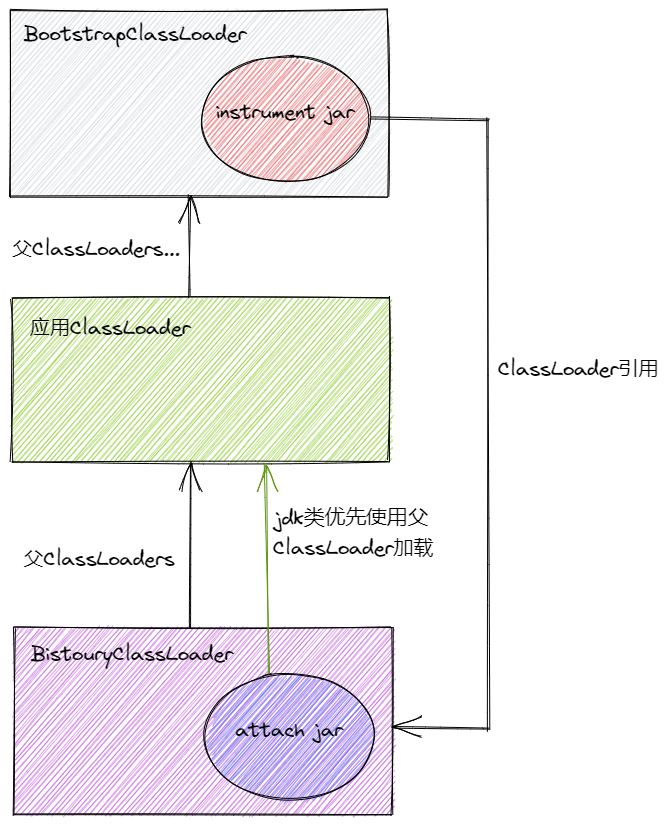 BootstrapClassLoader
instrument jar
父ClassLoaders...
应用ClassLoader
ClassLoader引用
jdk类优先使用父
ClassLoader加载
父ClassLoaders
BistouryClassLoader
attach jar